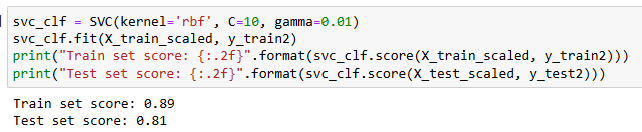 svc_clf = SVC(kernel='rbf', C=10, gamma=0.01)
svc_clf.fit(X_train_scaled, y_train2)
print("Train set score: {:.2f}".format(svc_clf.score(X_train_scaled, y_train2)))
print("Test set score: {:.2f}".format(svc_clf.score(X_test_scaled, y_test2)))
Train set score: 0.89
Test set score: 0.81